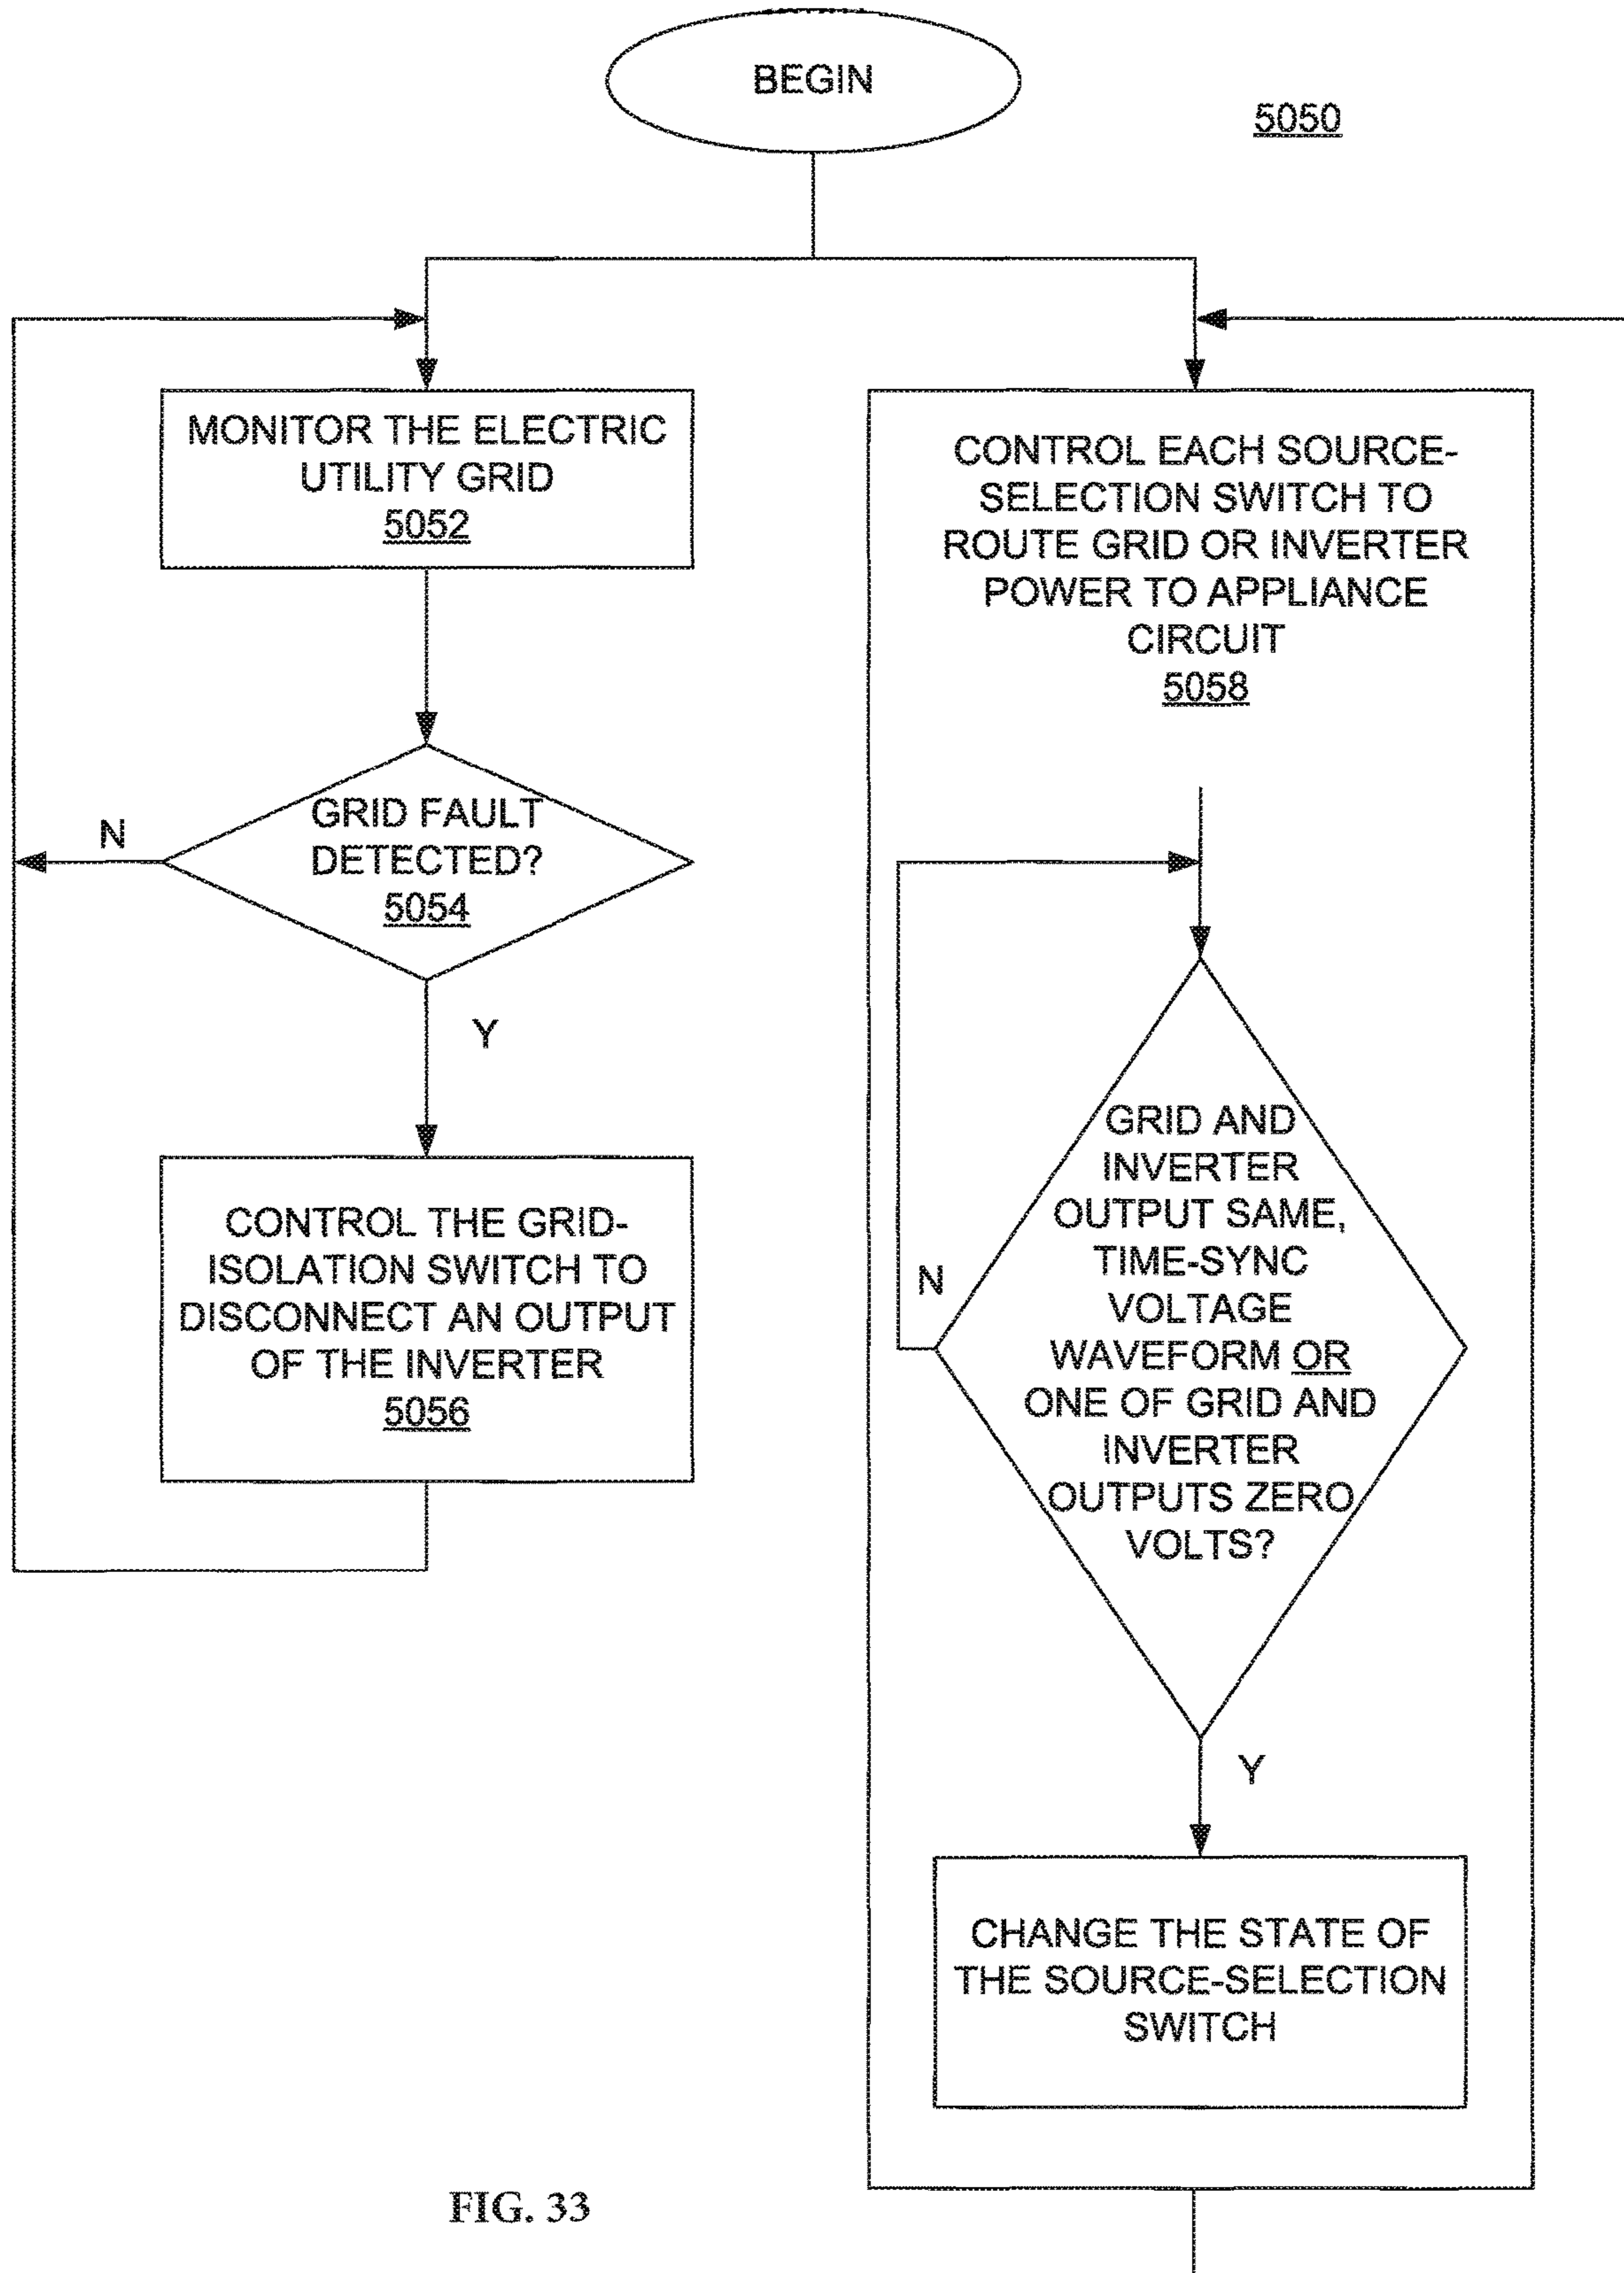 BEGIN
5050
MONITOR THE ELECTRIC
UTILITY GRID
5052
GRID FAULT
DETECTED?
5054
N
Y
CONTROL THE GRID-
ISOLATION SWITCH TO
DISCONNECT AN OUTPUT
OF THE INVERTER
5056
CONTROL EACH SOURCE-
SELECTION SWITCH TO
ROUTE GRID OR INVERTER
POWER TO APPLIANCE
CIRCUIT
5058
GRID AND
INVERTER
OUTPUT SAME,
TIME-SYNC
VOLTAGE
WAVEFORM OR
ONE OF GRID AND
INVERTER
OUTPUTS ZERO
VOLTS?
N
Y
CHANGE THE STATE OF
THE SOURCE-SELECTION
SWITCH
FIG. 33